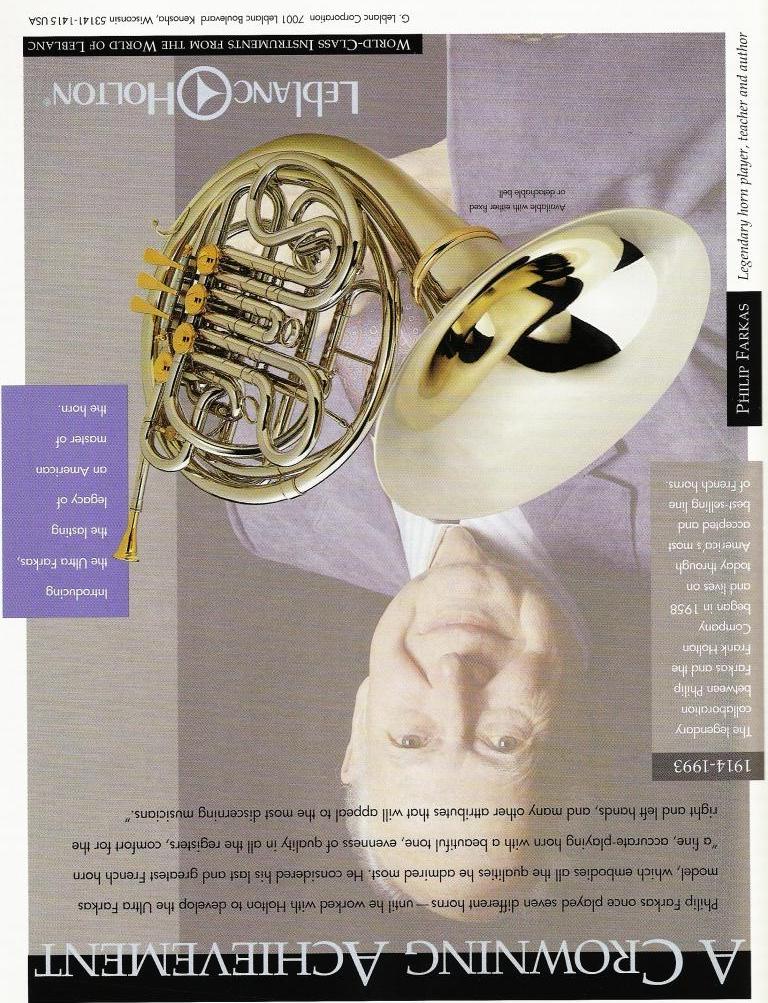 A CROWNING ACHIEVEMENT
Philip Farkas once played seven different horns—until he worked with Holton to develop the Ultra Farkas
model, which embodies all the qualities he admired most. He considered his last and greatest French horn
“a fine, accurate-playing horn with a beautiful tone, evenness of quality in all the registers, comfort for the
right and left hands, and many other attributes that will appeal to the most discerning musicians.”
1914-1993
The legendary
collaboration
between Philip
Farkas and the
Frank Holton
Company
began in 1958
and lives on
today through
America's most
accepted and
best-selling line
of French horns.
PHILIP FARKAS
Legendary horn player, teacher and author
Introducing
the Ultra Farkas,
the lasting
legacy of
an American
master of
the horn.
Available with either fixed
or detachable bell.
LEBLANC HOLTON®
WORLD-CLASS INSTRUMENTS FROM THE WORLD OF LEBLANC
G. Leblanc Corporation 7001 Leblanc Boulevard Kenosha, Wisconsin 53141-1415 USA